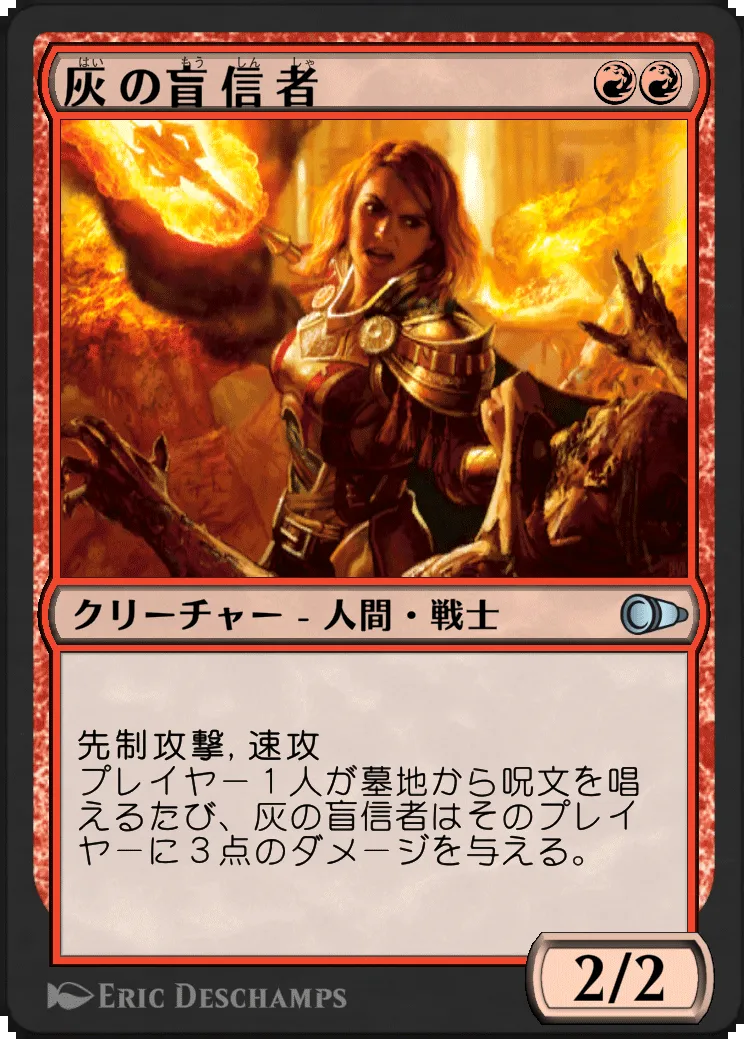 はい もう しん しゃ
灰の盲信者
クリーチャー - 人間・戦士
先制攻撃, 速攻
プレイヤー１人が墓地から呪文を唱
えるたび、灰の盲信者はそのプレイ
ヤーに３点のダメージを与える。
2/2
ERIC DESCHAMPS